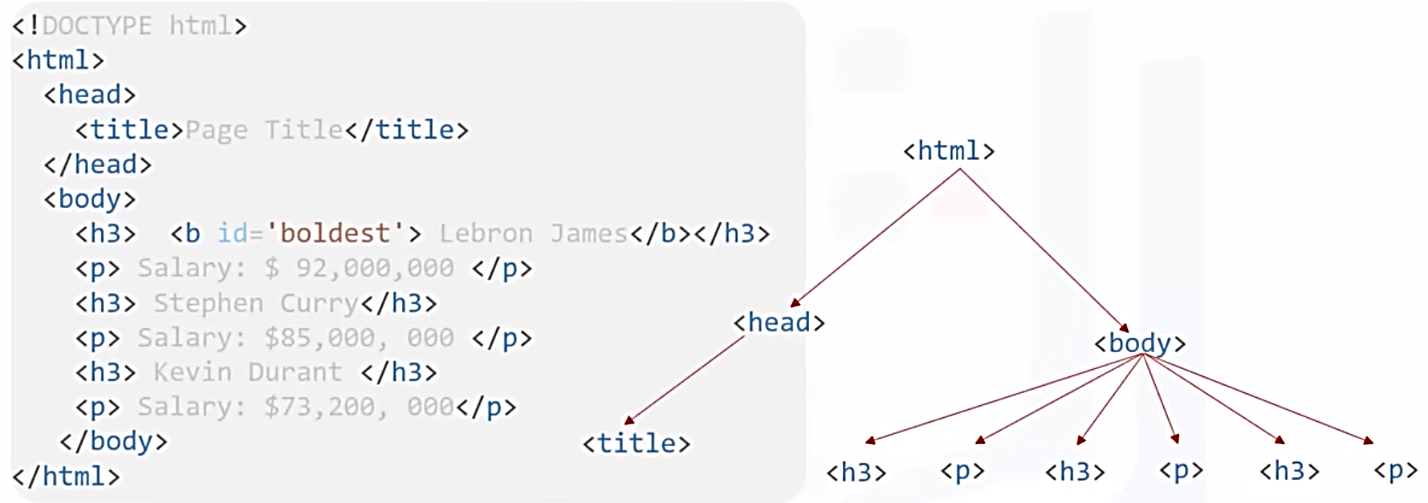 <!DOCTYPE html>
<html>
<head>
<title>Page Title</title>
</head>
<body>
<h3>  <b id='boldest'> Lebron James</b></h3>
<p> Salary: $ 92,000,000 </p>
<h3> Stephen Curry</h3>
<p> Salary: $85,000, 000 </p>
<h3> Kevin Durant </h3>
<p> Salary: $73,200, 000</p>
</body>
</html>
<html>
<head>
<body>
<title>
<h3> <p> <h3> <p> <h3> <p>